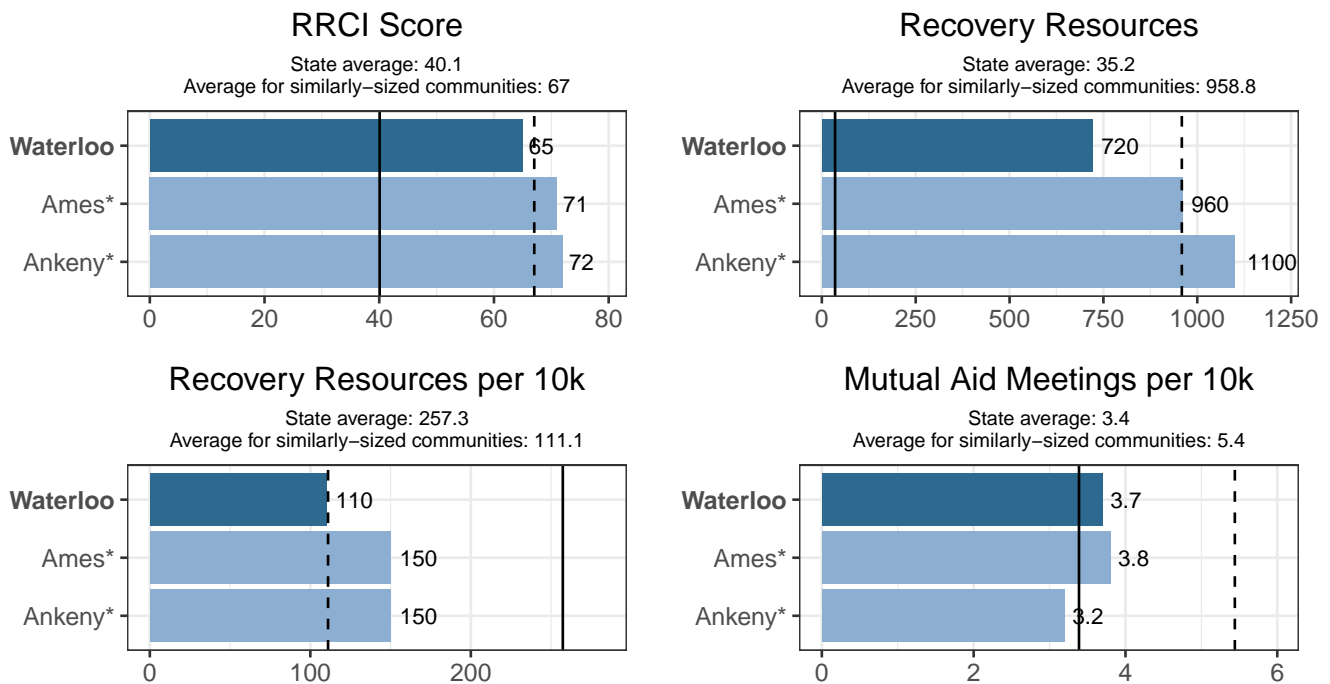 RRCI Score
State average: 40.1
Average for similarly−sized communities: 67
Waterloo
65
Ames*
71
Ankeny*
72
0 20 40 60 80
Recovery Resources
State average: 35.2
Average for similarly−sized communities: 958.8
Waterloo
720
Ames*
960
Ankeny*
1100
0 250 500 750 1000 1250
Recovery Resources per 10k
State average: 257.3
Average for similarly−sized communities: 111.1
Waterloo
110
Ames*
150
Ankeny*
150
0 100 200
Mutual Aid Meetings per 10k
State average: 3.4
Average for similarly−sized communities: 5.4
Waterloo
3.7
Ames*
3.8
Ankeny*
3.2
0 2 4 6